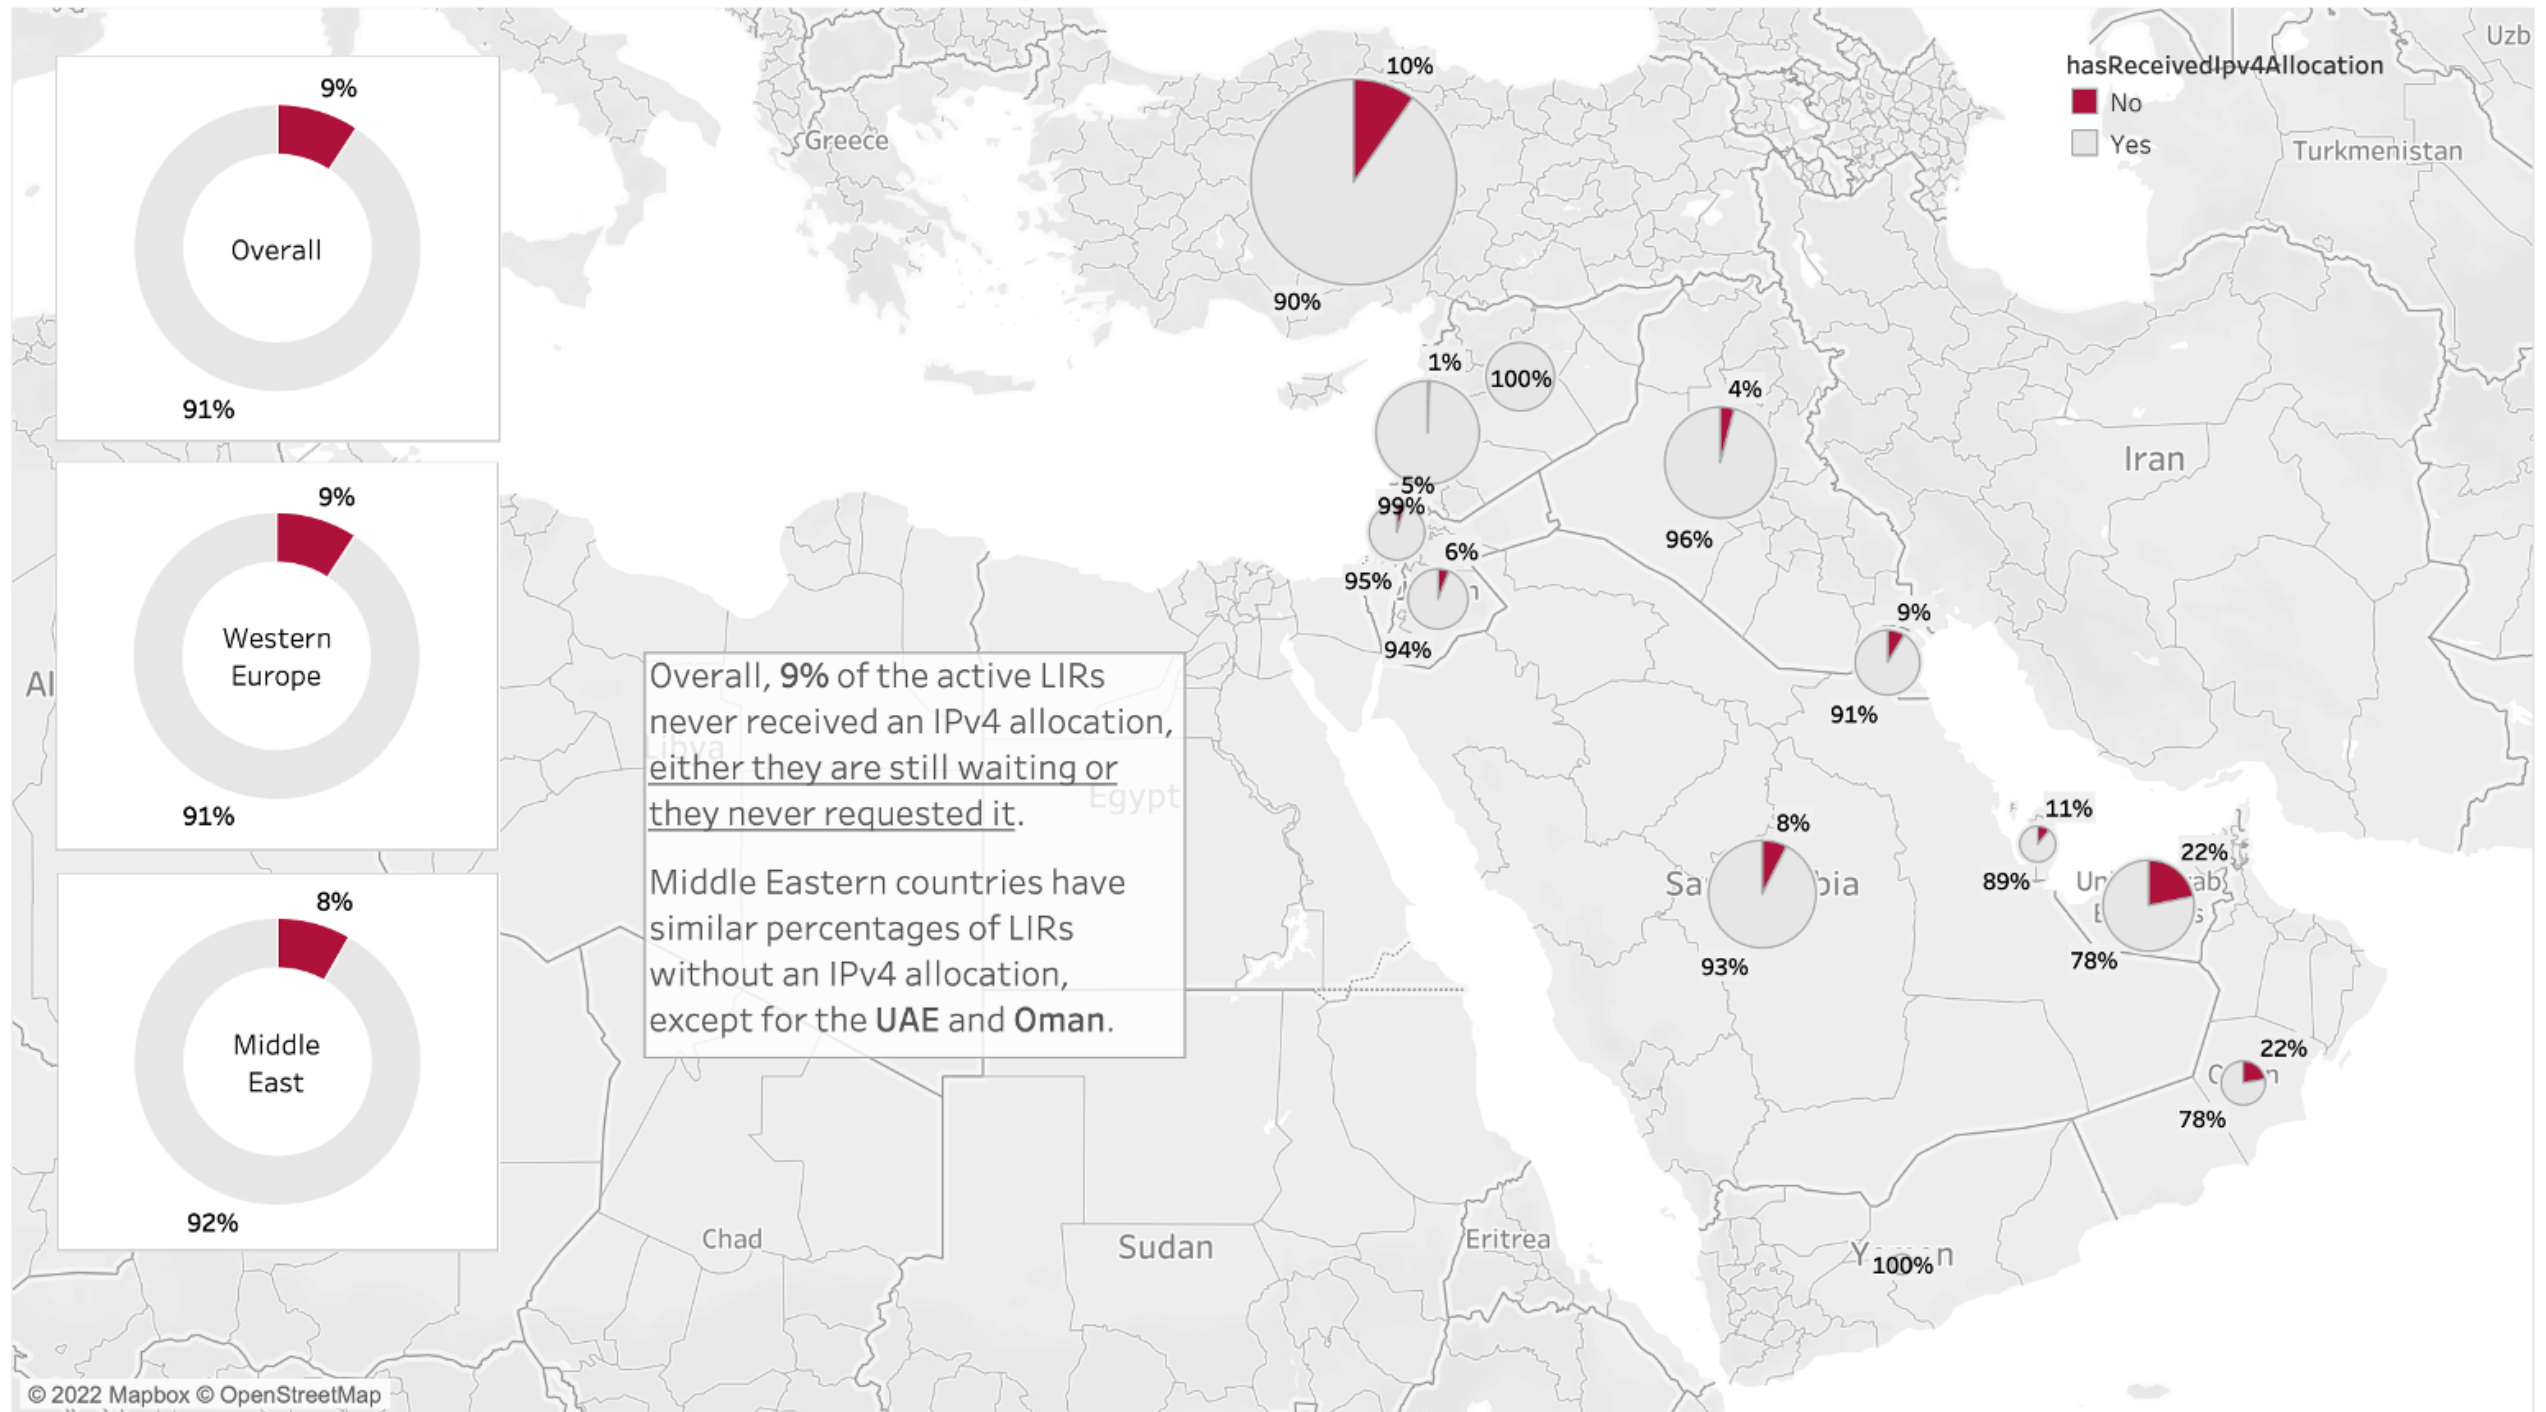 Uzb
10%
hasReceivedIpv4Allocation
No
Yes
9%
Greece
Turkmenistan
Overall
90%
1%
100%
4%
91%
Iran
5%
99%
9%
96%
6%
95%
94%
9%
Western
Europe
91%
Al
Overall, 9% of the active LIRs
never received an IPv4 allocation,
either they are still waiting or
they never requested it.
Libya
Egypt
Middle Eastern countries have
similar percentages of LIRs
without an IPv4 allocation,
except for the UAE and Oman.
91%
11%
8%
22%
89%
93%
78%
8%
Middle
East
22%
78%
92%
Chad
Sudan
Eritrea
100%
© 2022 Mapbox © OpenStreetMap